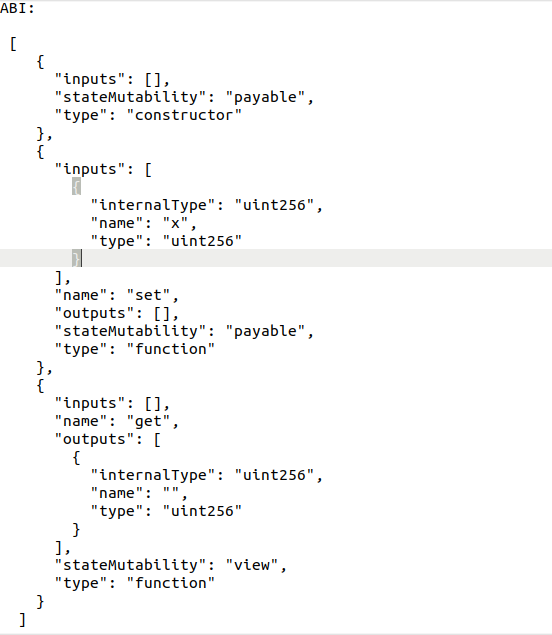 ABI:
[
{
"inputs": [],
"stateMutability": "payable",
"type": "constructor"
},
{
"inputs": [
{
"internalType": "uint256",
"name": "x",
"type": "uint256"
}
],
"name": "set",
"outputs": [],
"stateMutability": "payable",
"type": "function"
},
{
"inputs": [],
"name": "get",
"outputs": [
{
"internalType": "uint256",
"name": "",
"type": "uint256"
}
],
"stateMutability": "view",
"type": "function"
}
]